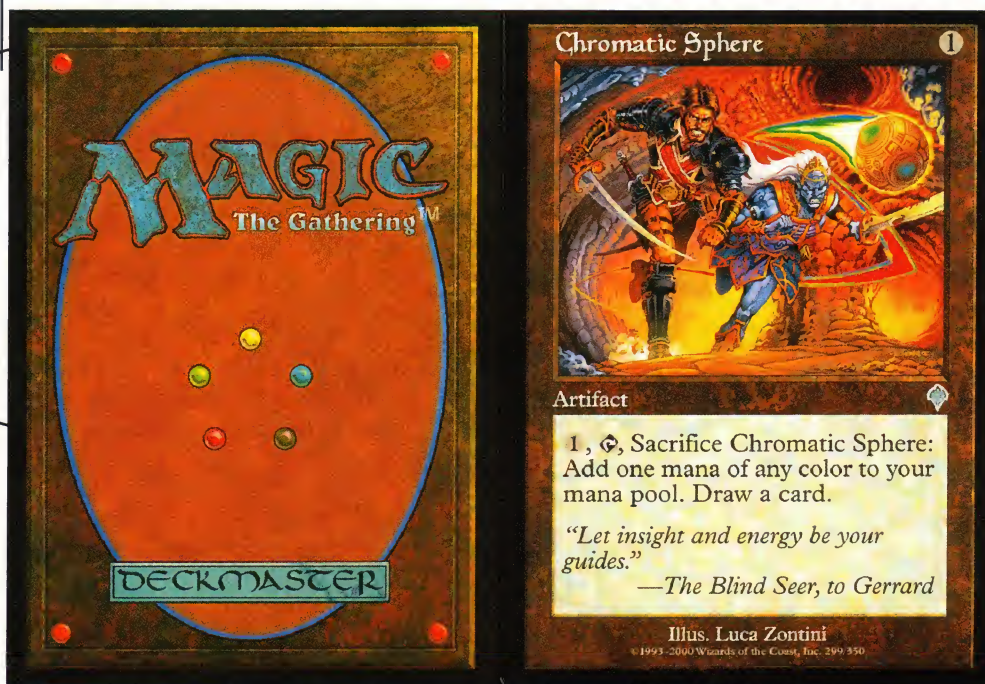 MAGIC
The Gathering™
DECKMASTER
Chromatic Sphere 1
Artifact
1, , Sacrifice Chromatic Sphere:
Add one mana of any color to your
mana pool. Draw a card.
“Let insight and energy be your
guides.”
—The Blind Seer, to Gerrard
Illus. Luca Zontini
©1993-2000 Wizards of the Coast, Inc. 299/350